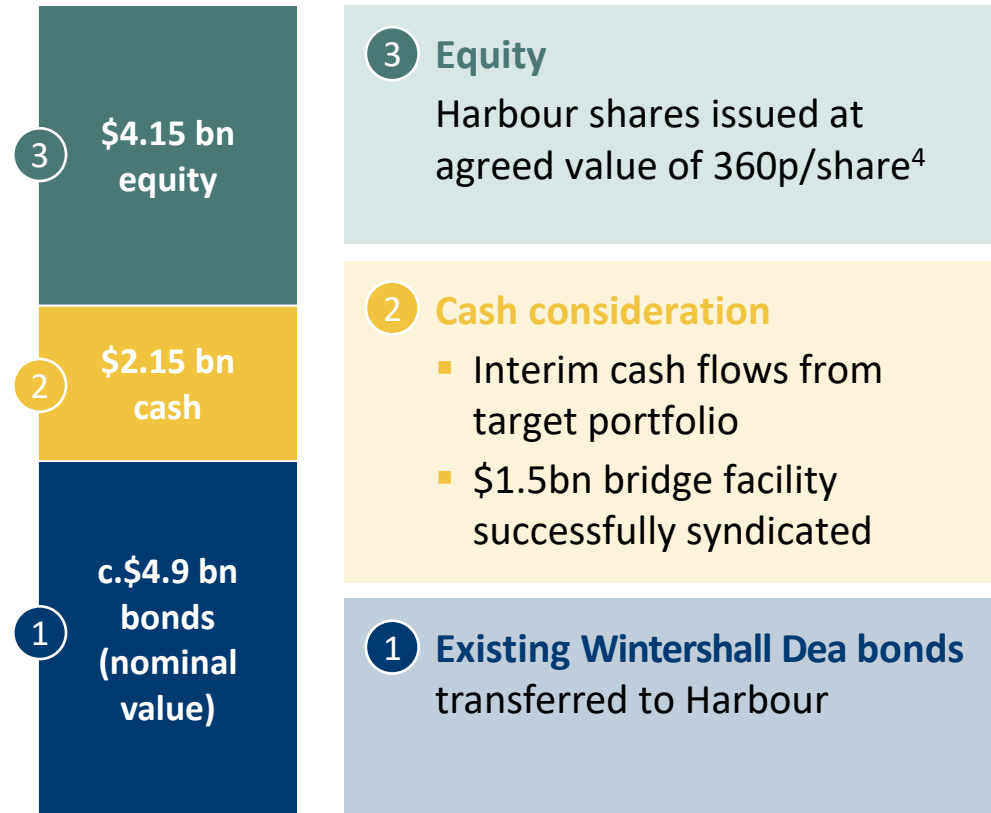 3
$4.15 bn
equity
2
$2.15 bn
cash
1
c.$4.9 bn
bonds
(nominal
value)
3 Equity
Harbour shares issued at
agreed value of 360p/share⁴
2 Cash consideration
▪ Interim cash flows from
target portfolio
▪ $1.5bn bridge facility
successfully syndicated
1 Existing Wintershall Dea bonds
transferred to Harbour